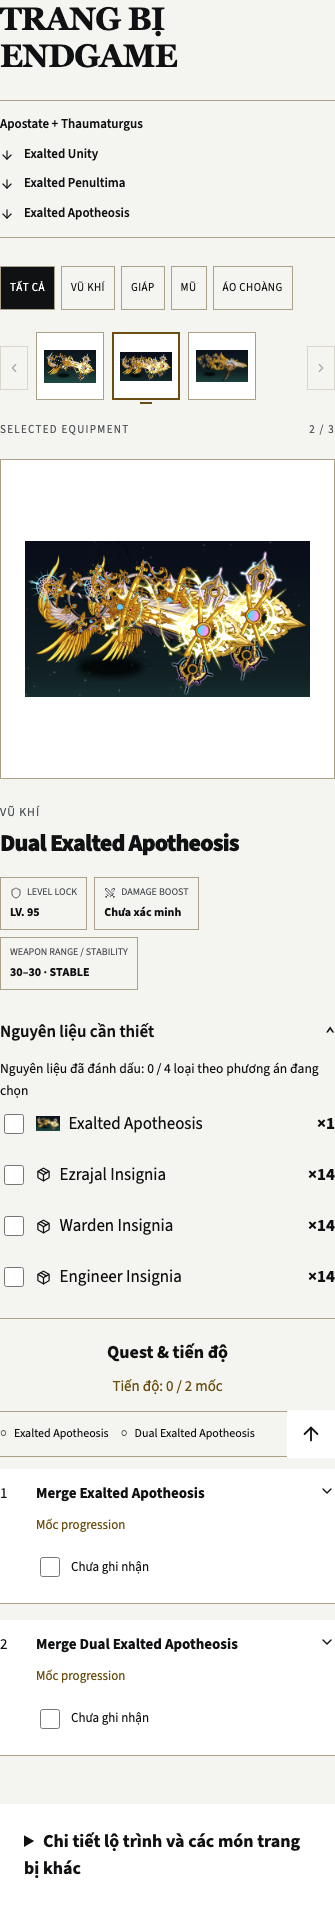 TRANG BỊ
ENDGAME
Apostate + Thaumaturgus
↓ Exalted Unity
↓ Exalted Penultima
↓ Exalted Apotheosis
TẤT CẢ VŨ KHÍ GIÁP MŨ ÁO CHOÀNG
SELECTED EQUIPMENT 2 / 3
VŨ KHÍ
Dual Exalted Apotheosis
LEVEL LOCK
LV. 95
DAMAGE BOOST
Chưa xác minh
WEAPON RANGE / STABILITY
30–30 · STABLE
Nguyên liệu cần thiết
Nguyên liệu đã đánh dấu: 0 / 4 loại theo phương án đang
chọn
Exalted Apotheosis ×1
Ezrajal Insignia ×14
Warden Insignia ×14
Engineer Insignia ×14
Quest & tiến độ
Tiến độ: 0 / 2 mốc
○ Exalted Apotheosis ○ Dual Exalted Apotheosis
1 Merge Exalted Apotheosis
Mốc progression
Chưa ghi nhận
2 Merge Dual Exalted Apotheosis
Mốc progression
Chưa ghi nhận
▶ Chi tiết lộ trình và các món trang
bị khác